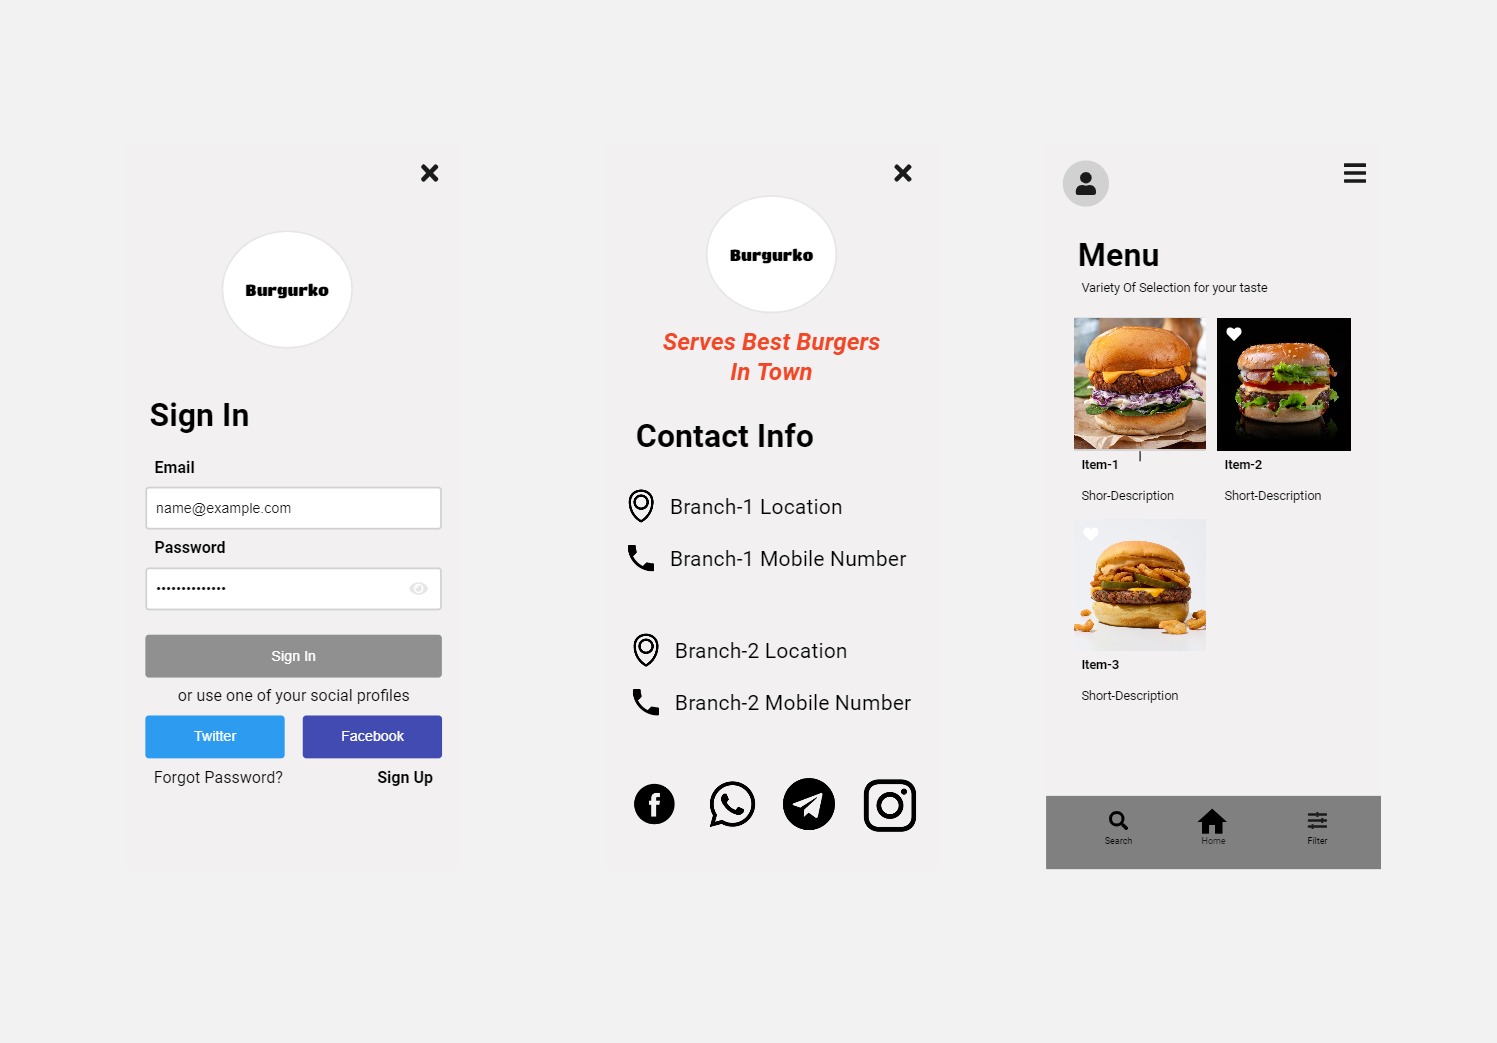 Burgurko
Sign In
Email
name@example.com
Password
••••••••••••••
Sign In
or use one of your social profiles
Twitter
Facebook
Forgot Password?
Sign Up
Burgurko
Serves Best Burgers
In Town
Contact Info
Branch-1 Location
Branch-1 Mobile Number
Branch-2 Location
Branch-2 Mobile Number
Menu
Variety Of Selection for your taste
Item-1
Item-2
Shor-Description
Short-Description
Item-3
Short-Description
Search
Home
Filter